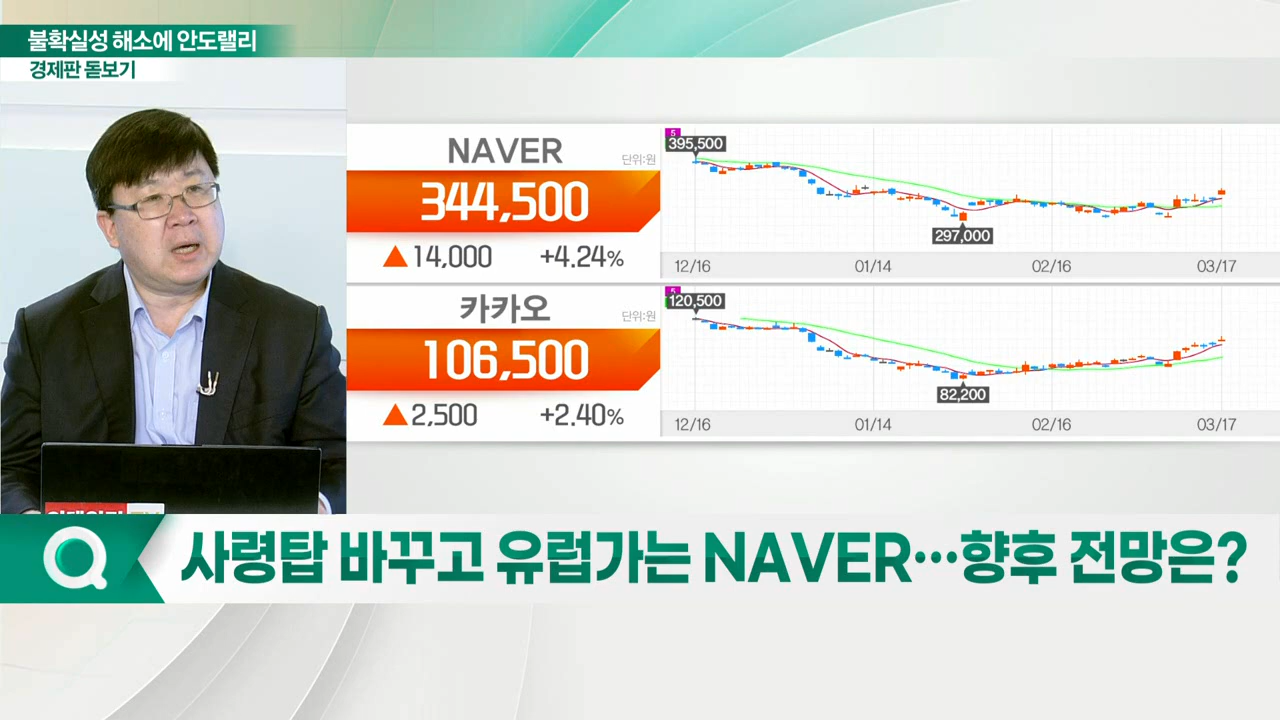 불확실성 해소에 안도랠리
경제판 돋보기
NAVER
단위:원
344,500
▲14,000 +4.24%
5
395,500
297,000
12/16 01/14 02/16 03/17
카카오
단위:원
106,500
▲2,500 +2.40%
5
120,500
82,200
12/16 01/14 02/16 03/17
사령탑 바꾸고 유럽가는 NAVER…향후 전망은?